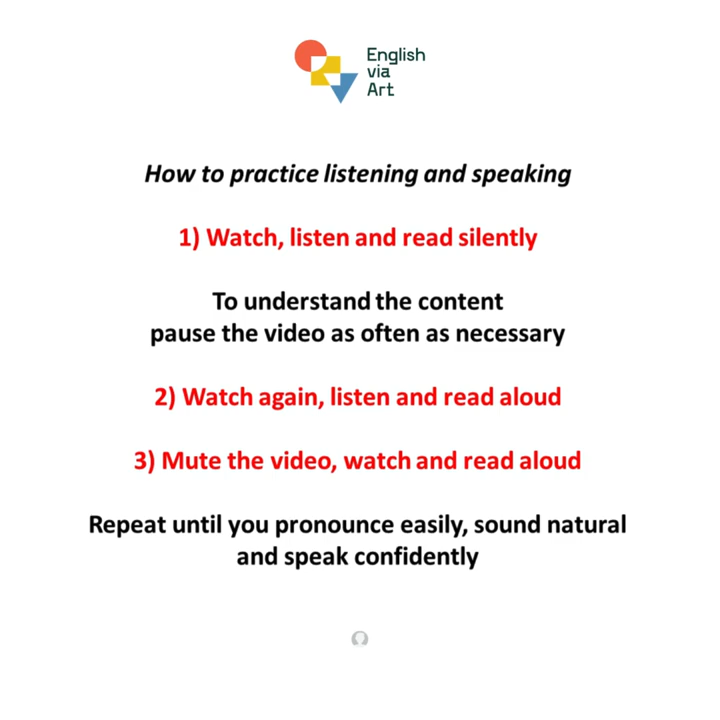 English
via
Art
How to practice listening and speaking
1) Watch, listen and read silently
To understand the content
pause the video as often as necessary
2) Watch again, listen and read aloud
3) Mute the video, watch and read aloud
Repeat until you pronounce easily, sound natural
and speak confidently